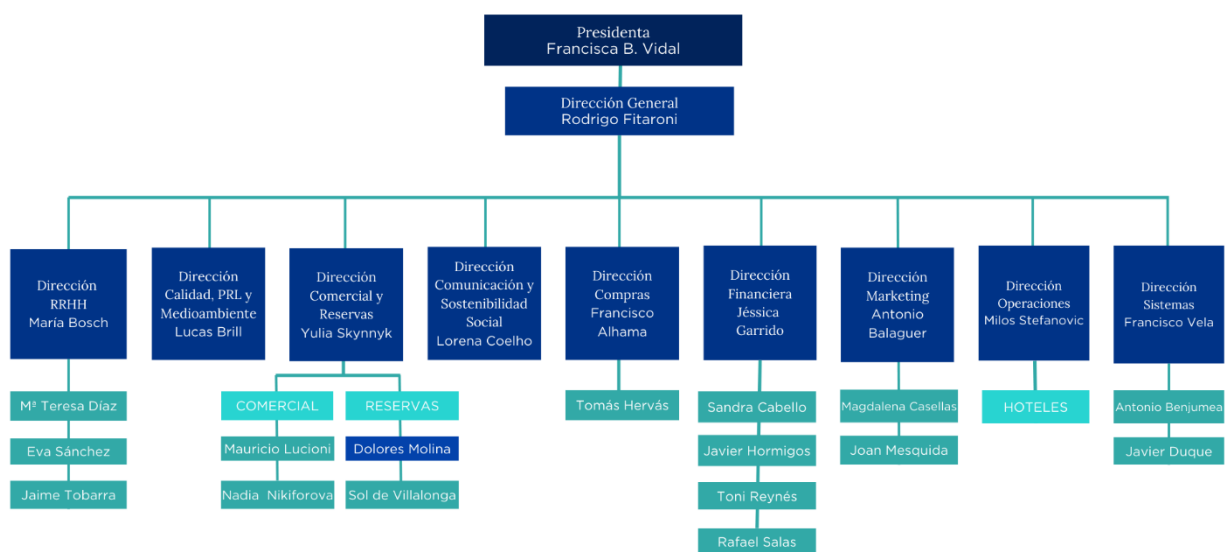 Presidenta
Francisca B. Vidal
Dirección General
Rodrigo Fitaroni
Dirección
RRHH
María Bosch
Dirección
Calidad, PRL y
Medioambiente
Lucas Brill
Dirección
Comercial y
Reservas
Yulia Skynnyk
Dirección
Comunicación y
Sostenibilidad
Social
Lorena Coelho
Dirección
Compras
Francisco
Alhama
Dirección
Financiera
Jéssica
Garrido
Dirección
Marketing
Antonio
Balaguer
Dirección
Operaciones
Milos Stefanovic
Dirección
Sistemas
Francisco Vela
Mª Teresa Díaz
Eva Sánchez
Jaime Tobarra
COMERCIAL
Mauricio Lucioni
Nadia Nikiforova
RESERVAS
Dolores Molina
Sol de Villalonga
Tomás Hervás
Sandra Cabello
Javier Hormigos
Toni Reynés
Rafael Salas
Magdalena Casellas
Joan Mesquida
HOTELES
Antonio Benjumea
Javier Duque